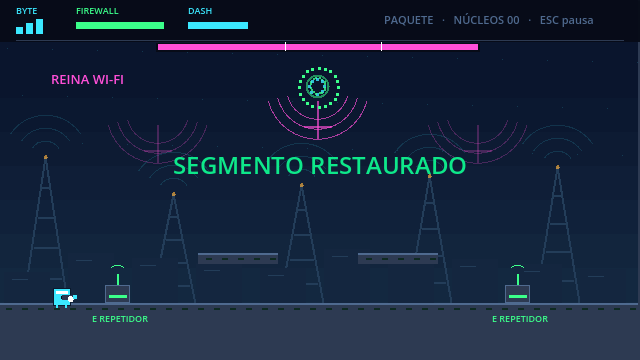 BYTE
FIREWALL
DASH
PAQUETE · NÚCLEOS 00 · ESC pausa
REINA WI-FI
SEGMENTO RESTAURADO
E REPETIDOR
E REPETIDOR